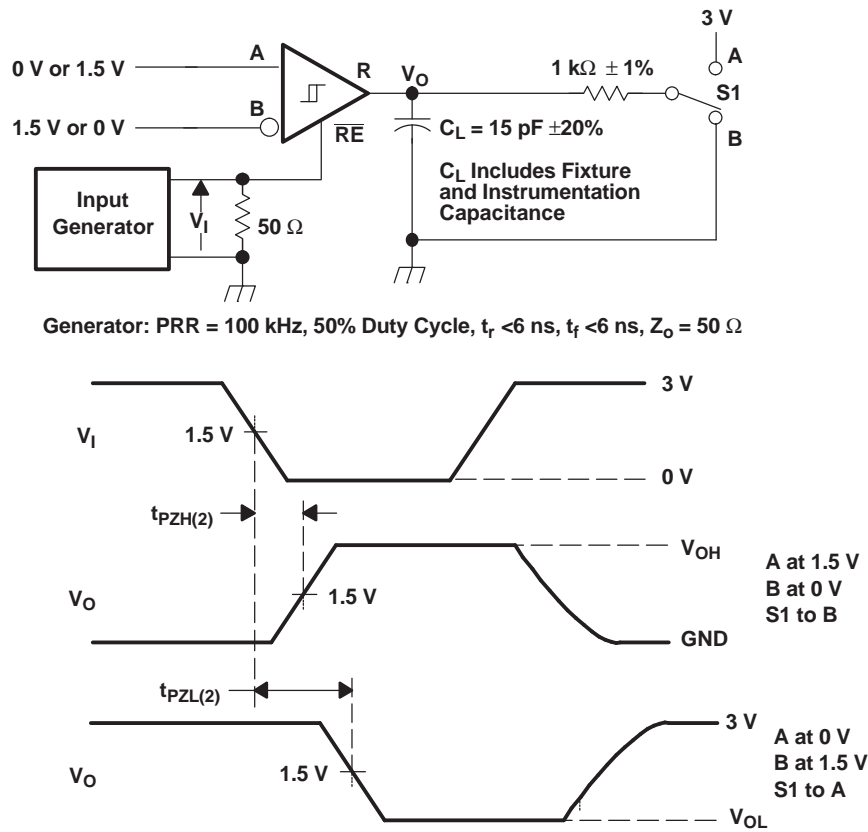 3 V
A
0 V or 1.5 V
A
R
V_O
1 kΩ ± 1%
S1
B
1.5 V or 0 V
R̅E̅
C_L = 15 pF ±20%
B
C_L Includes Fixture
and Instrumentation
Capacitance
Input
Generator
V_I
50 Ω
Generator: PRR = 100 kHz, 50% Duty Cycle, t_r <6 ns, t_f <6 ns, Z_o = 50 Ω
3 V
V_I
1.5 V
0 V
t_PZH(2)
V_OH
A at 1.5 V
B at 0 V
S1 to B
V_O
1.5 V
GND
t_PZL(2)
3 V
A at 0 V
B at 1.5 V
S1 to A
V_O
1.5 V
V_OL